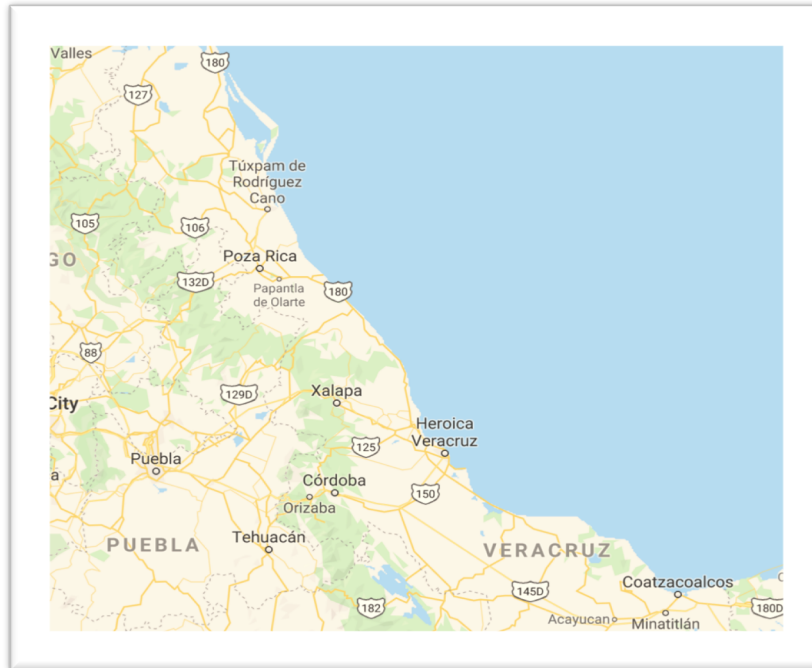 Valles
180
127
Túxpam de
Rodríguez
Cano
105
106
GO
Poza Rica
132D
Papantla
de Olarte
180
88
129D
Xalapa
City
Heroica
Veracruz
125
Puebla
a
Córdoba
150
Orizaba
Tehuacán
PUEBLA
VERACRUZ
Coatzacoalcos
145D
182
Acayucan
Minatitlán
180D